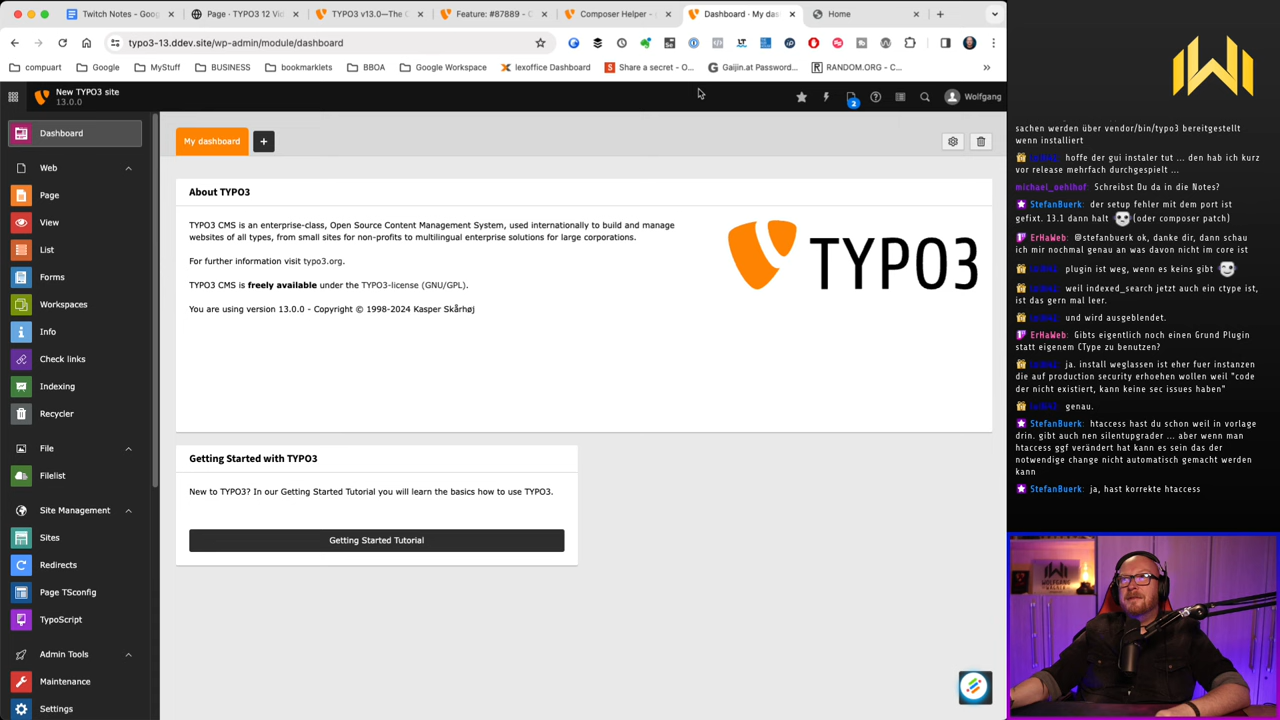 Twitch Notes - Goog
Page · TYPO3 12 Vi
TYPO3 v13.0—The C
Feature: #87889 - C
Composer Helper -
Dashboard · My das
Home
typo3-13.ddev.site/wp-admin/module/dashboard
compuart
Google
MyStuff
BUSINESS
bookmarklets
BBOA
Google Workspace
lexoffice Dashboard
Share a secret - O...
Gaijin.at Password...
RANDOM.ORG - C...
»
New TYPO3 site
13.0.0
2
Wolfgang
Dashboard
Web
Page
View
List
Forms
Workspaces
Info
Check links
Indexing
Recycler
File
Filelist
Site Management
Sites
Redirects
Page TSconfig
TypoScript
Admin Tools
Maintenance
Settings
My dashboard
+
About TYPO3
TYPO3 CMS is an enterprise-class, Open Source Content Management System, used internationally to build and manage
websites of all types, from small sites for non-profits to multilingual enterprise solutions for large corporations.
For further information visit typo3.org.
TYPO3 CMS is freely available under the TYPO3-license (GNU/GPL).
You are using version 13.0.0 - Copyright © 1998-2024 Kasper Skårhøj
TYPO3
Getting Started with TYPO3
New to TYPO3? In our Getting Started Tutorial you will learn the basics how to use TYPO3.
Getting Started Tutorial
sachen werden über vendor/bin/typo3 bereitgestellt
wenn installiert
hoffe der gui instaler tut ... den hab ich kurz
vor release mehrfach durchgespielt ...
michael_oehlhof: Schreibst Du da in die Notes?
StefanBuerk: der setup fehler mit dem port ist
gefixt. 13.1 dann halt (oder composer patch)
ErHaWeb: @stefanbuerk ok, danke dir, dann schau
ich mir nochmal genau an was davon nicht im core ist
plugin ist weg, wenn es keins gibt
weil indexed_search jetzt auch ein ctype ist,
ist das gern mal leer.
und wird ausgeblendet.
ErHaWeb: Gibts eigentlich noch einen Grund Plugin
statt eigenem CType zu benutzen?
ja. install weglassen ist eher fuer instanzen
die auf production security erhoehen wollen weil "code
der nicht existiert, kann keine sec issues haben"
genau.
StefanBuerk: htaccess hast du schon weil in vorlage
drin. gibt auch nen silentupgrader ... aber wenn man
htaccess ggf verändert hat kann es sein das der
notwendige change nicht automatisch gemacht werden
kann
StefanBuerk: ja, hast korrekte htaccess